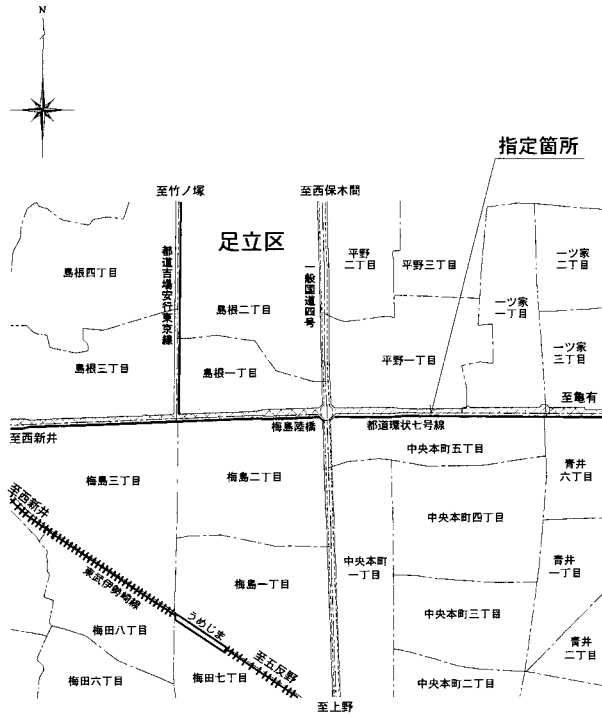 N
指定箇所
至竹ノ塚
至西保木間
足立区
都道吉場安行東京線
一般国道四号
島根四丁目
島根二丁目
島根三丁目
島根一丁目
平野
二丁目
平野三丁目
平野一丁目
一ツ家
一丁目
一ツ家
二丁目
一ツ家
三丁目
至亀有
至西新井
梅島陸橋
都道環状七号線
中央本町五丁目
梅島三丁目
梅島二丁目
青井
六丁目
至西新井
中央本町四丁目
東武伊勢崎線
梅島一丁目
中央本町
一丁目
青井
一丁目
うめじま
梅田八丁目
中央本町三丁目
至五反野
青井
二丁目
梅田六丁目
梅田七丁目
中央本町二丁目
至上野